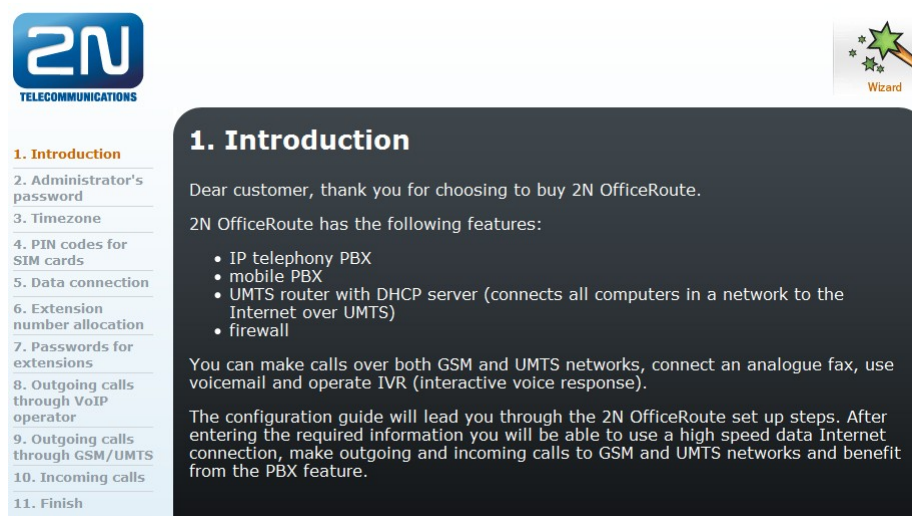 2N
TELECOMMUNICATIONS
Wizard
1. Introduction
2. Administrator's
password
3. Timezone
4. PIN codes for
SIM cards
5. Data connection
6. Extension
number allocation
7. Passwords for
extensions
8. Outgoing calls
through VoIP
operator
9. Outgoing calls
through GSM/UMTS
10. Incoming calls
11. Finish
1. Introduction
Dear customer, thank you for choosing to buy 2N OfficeRoute.
2N OfficeRoute has the following features:
• IP telephony PBX
• mobile PBX
• UMTS router with DHCP server (connects all computers in a network to the
Internet over UMTS)
• firewall
You can make calls over both GSM and UMTS networks, connect an analogue fax, use
voicemail and operate IVR (interactive voice response).
The configuration guide will lead you through the 2N OfficeRoute set up steps. After
entering the required information you will be able to use a high speed data Internet
connection, make outgoing and incoming calls to GSM and UMTS networks and benefit
from the PBX feature.